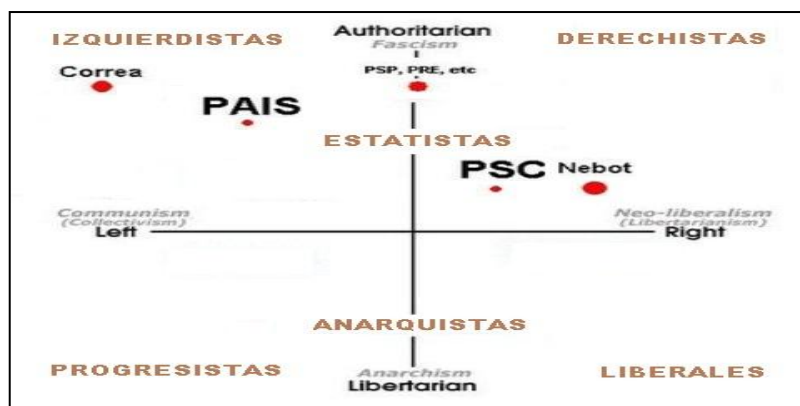 IZQUIERDISTAS
Authoritarian
Fascism
DERECHISTAS
Correa
PSP, PRE, etc
PAIS
ESTATISTAS
PSC
Nebot
Communism
(Collectivism)
Left
Neo-liberalism
(Libertarianism)
Right
ANARQUISTAS
PROGRESISTAS
Anarchism
Libertarian
LIBERALES